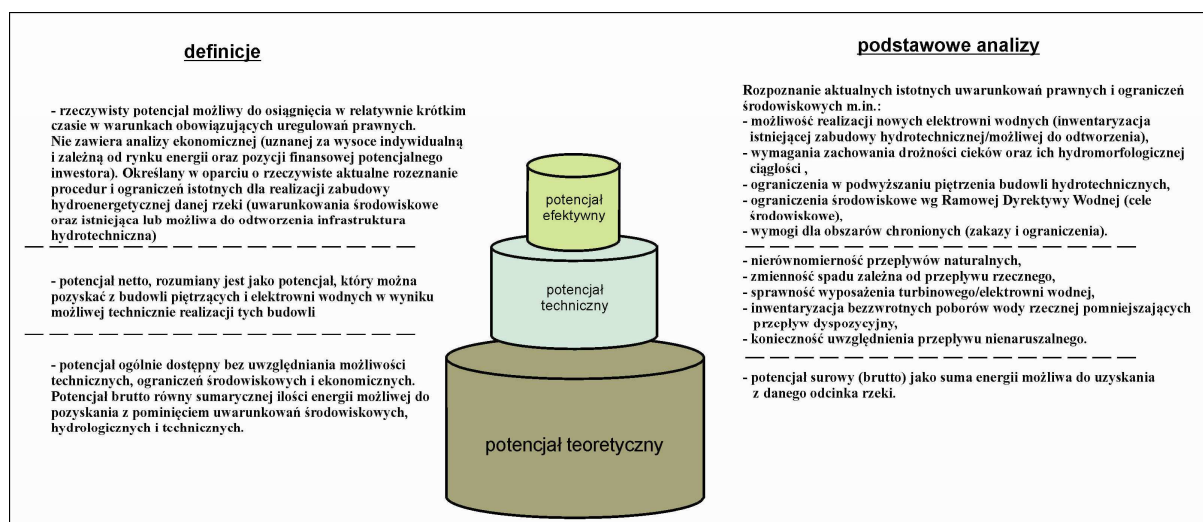 definicje
- rzeczywisty potencjał możliwy do osiągnięcia w relatywnie krótkim
czasie w warunkach obowiązujących uregulowań prawnych.
Nie zawiera analizy ekonomicznej (uznanej za wysoce indywidualną
i zależną od rynku energii oraz pozycji finansowej potencjalnego
inwestora). Określany w oparciu o rzeczywiste aktualne rozeznanie
procedur i ograniczeń istotnych dla realizacji zabudowy
hydroenergetycznej danej rzeki (uwarunkowania środowiskowe
oraz istniejąca lub możliwa do odtworzenia infrastruktura
hydrotechniczna)
- potencjał netto, rozumiany jest jako potencjał, który można
pozyskać z budowli piętrzących i elektrowni wodnych w wyniku
możliwej technicznie realizacji tych budowli
- potencjał ogólnie dostępny bez uwzględniania możliwości
technicznych, ograniczeń środowiskowych i ekonomicznych.
Potencjał brutto równy sumarycznej ilości energii możliwej do
pozyskania z pominięciem uwarunkowań środowiskowych,
hydrologicznych i technicznych.
potencjał
efektywny
potencjał
techniczny
potencjał teoretyczny
podstawowe analizy
Rozpoznanie aktualnych istotnych uwarunkowań prawnych i ograniczeń
środowiskowych m.in.:
- możliwość realizacji nowych elektrowni wodnych (inwentaryzacja
istniejącej zabudowy hydrotechnicznej/możliwej do odtworzenia),
- wymagania zachowania drożności cieków oraz ich hydromorfologicznej
ciągłości ,
- ograniczenia w podwyższaniu piętrzenia budowli hydrotechnicznych,
- ograniczenia środowiskowe wg Ramowej Dyrektywy Wodnej (cele
środowiskowe),
- wymogi dla obszarów chronionych (zakazy i ograniczenia).
- nierównomierność przepływów naturalnych,
- zmienność spadu zależna od przepływu rzecznego,
- sprawność wyposażenia turbinowego/elektrowni wodnej,
- inwentaryzacja bezzwrotnych poborów wody rzecznej pomniejszających
przepływ dyspozycyjny,
- konieczność uwzględnienia przepływu nienaruszalnego.
- potencjał surowy (brutto) jako suma energii możliwa do uzyskania
z danego odcinka rzeki.